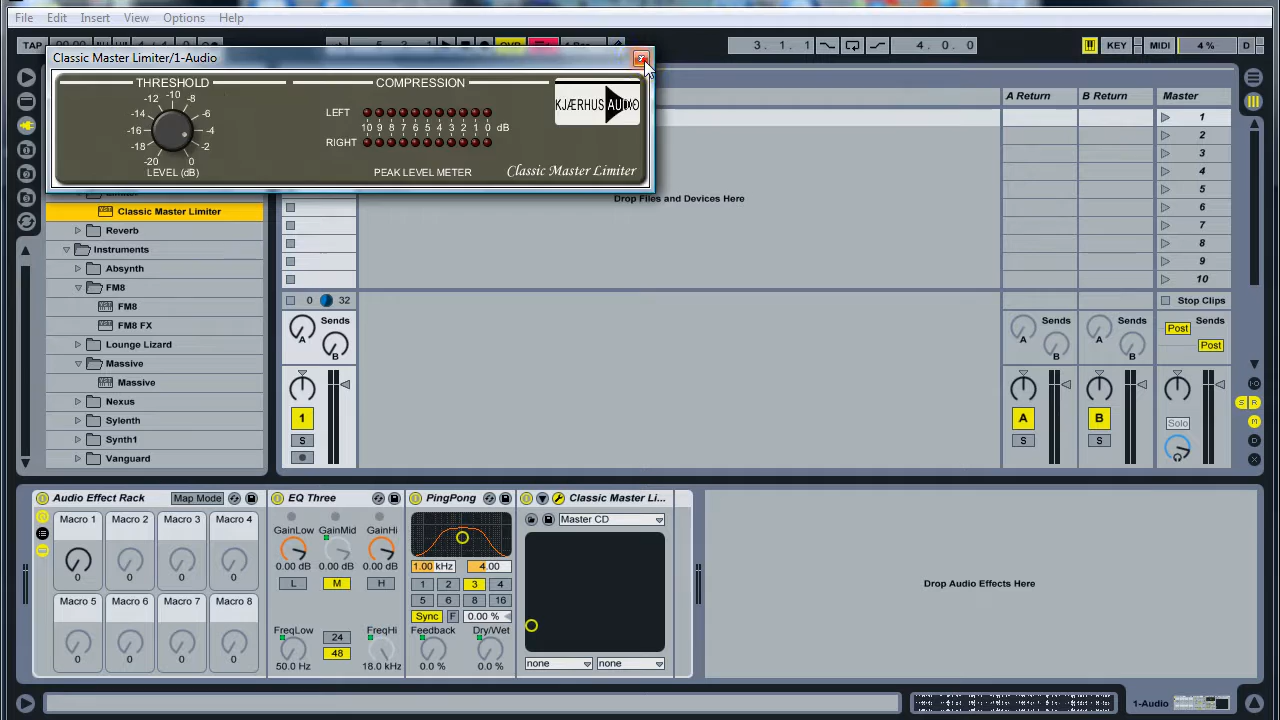 File Edit Insert View Options Help
TAP
3. 1. 1
4. 0. 0
KEY
MIDI
4 %
D
Classic Master Limiter/1-Audio
THRESHOLD
COMPRESSION
-10
-12 -8
-14 -6
-16 -4
-18 -2
-20 0
LEVEL (dB)
LEFT
10 9 8 7 6 5 4 3 2 1 0 dB
RIGHT
PEAK LEVEL METER
KJÆRHUS AUDIO
Classic Master Limiter
A Return
B Return
Master
1
2
3
4
5
6
7
8
9
10
Drop Files and Devices Here
Classic Master Limiter
Reverb
Instruments
Absynth
FM8
FM8
FM8 FX
Lounge Lizard
Massive
Massive
Nexus
Sylenth
Synth1
Vanguard
0 32
Stop Clips
Sends
A
B
Sends
A
B
Sends
A
B
Sends
Post
Post
1
S
A
S
B
S
Solo
S R
M
D
X
Audio Effect Rack
Map Mode
Macro 1 Macro 2 Macro 3 Macro 4
0 0 0 0
Macro 5 Macro 6 Macro 7 Macro 8
0 0 0 0
EQ Three
GainLow GainMid GainHi
0.00 dB 0.00 dB 0.00 dB
L M H
FreqLow 24 FreqHi
48
50.0 Hz 18.0 kHz
PingPong
1.00 kHz 4.00
1 2 3 4
5 6 8 16
Sync F 0.00 %
Feedback Dry/Wet
0.0 % 0.0 %
Classic Master Li...
Master CD
none none
Drop Audio Effects Here
1-Audio